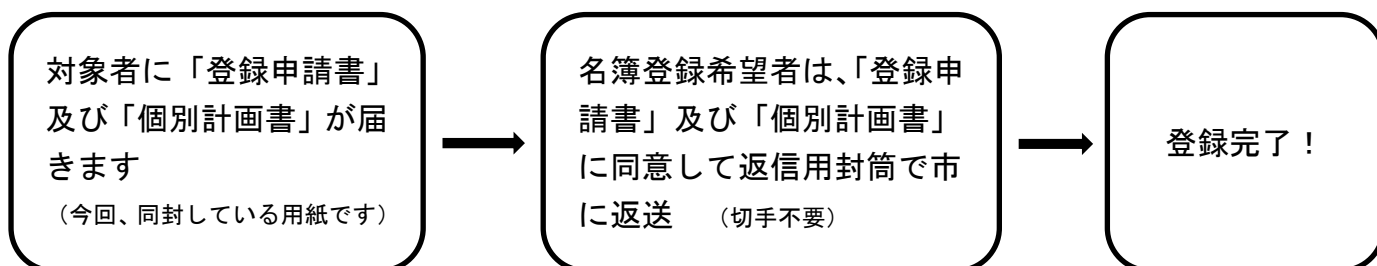 対象者に「登録申請書」
及び「個別計画書」が届
きます
（今回、同封している用紙です）
名簿登録希望者は、「登録申
請書」及び「個別計画書」
に同意して返信用封筒で市
に返送　（切手不要）
登録完了！